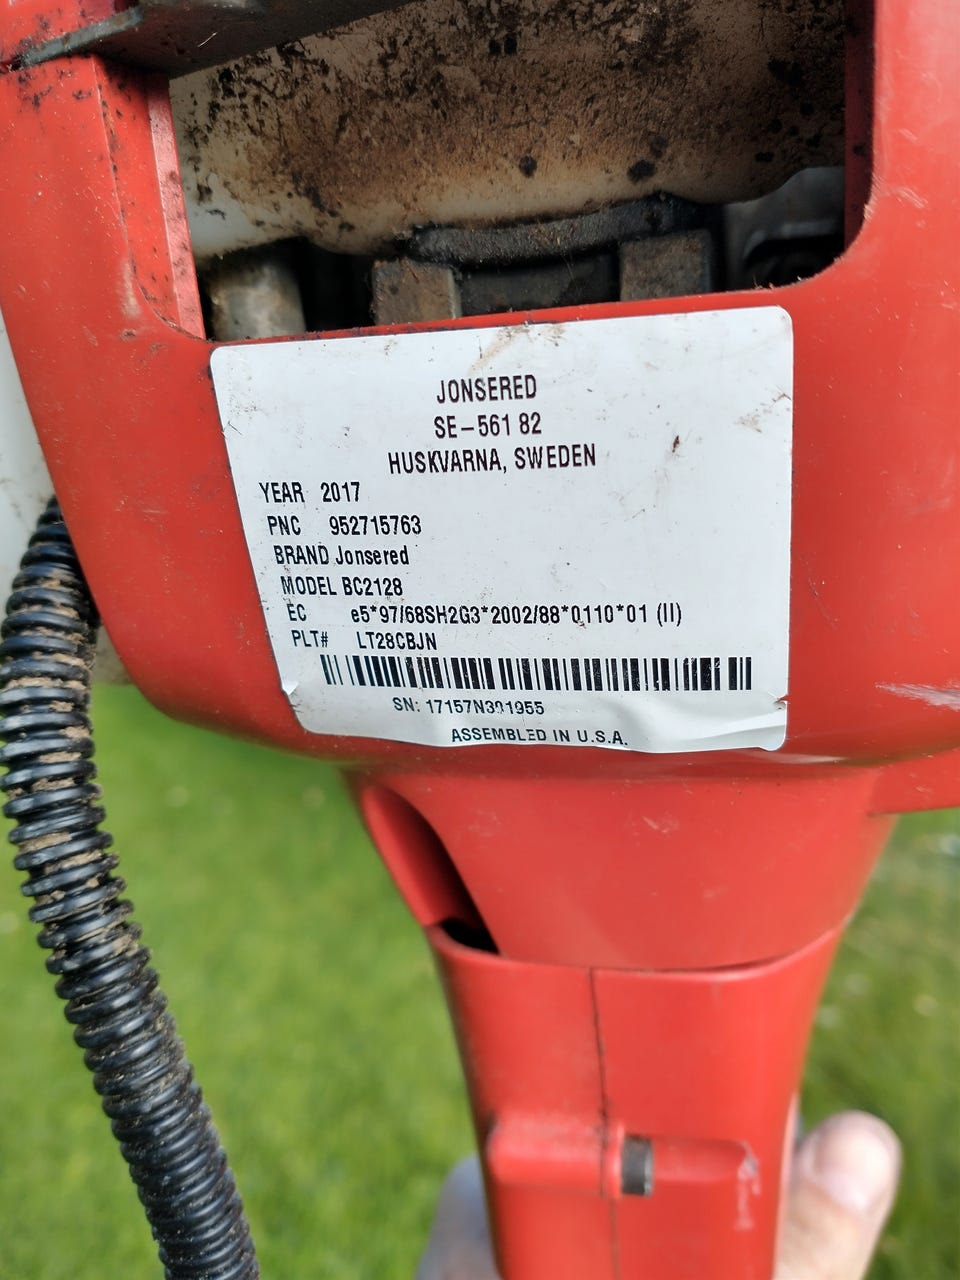 JONSERED
SE-561 82
HUSKVARNA, SWEDEN
YEAR 2017
PNC 952715763
BRAND Jonsered
MODEL BC2128
EC e5*97/68SH2G3*2002/88*0110*01 (II)
PLT# LT28CBJN
SN: 17157N301955
ASSEMBLED IN U.S.A.